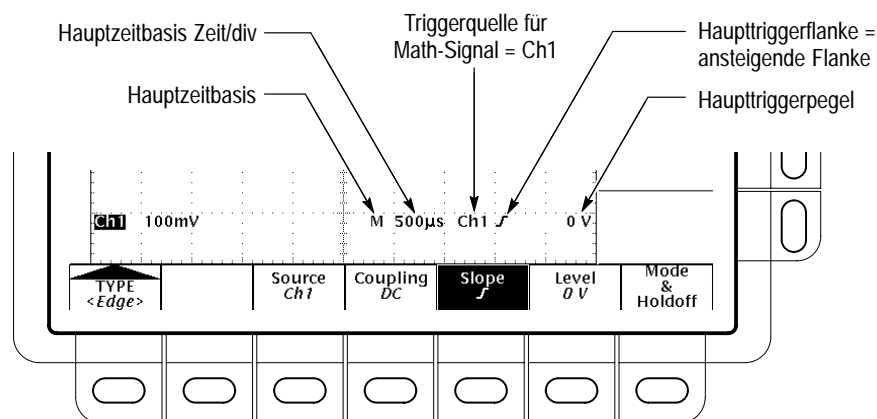 Hauptzeitbasis Zeit/div
Triggerquelle für
Math-Signal = Ch1
Haupttriggerflanke =
ansteigende Flanke
Hauptzeitbasis
Haupttriggerpegel
Ch1 100mV M 500µs Ch1 0 V
TYPE
<Edge>
Source
Ch1
Coupling
DC
Slope
Level
0 V
Mode
&
Holdoff